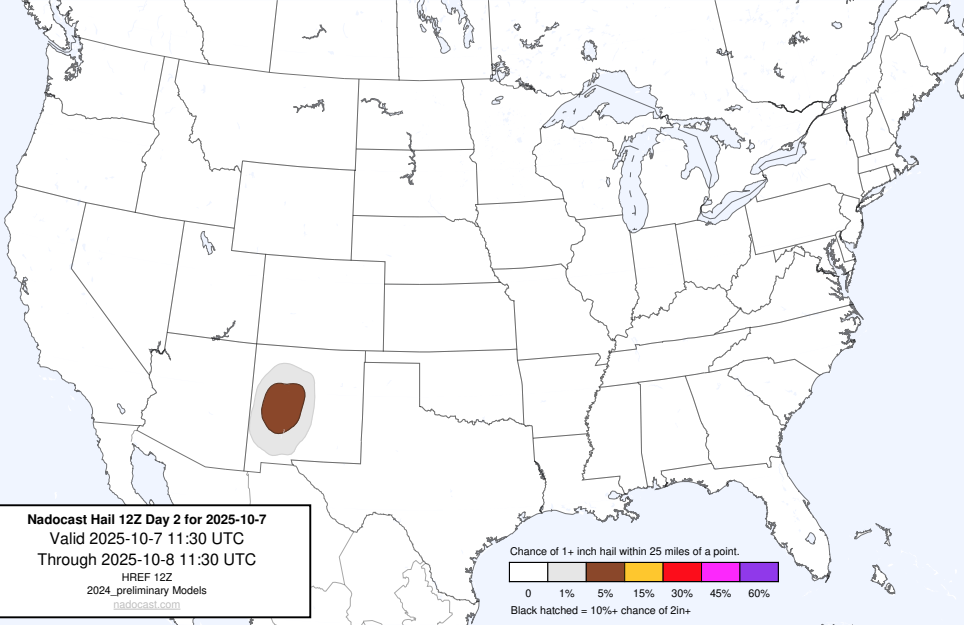 Nadocast Hail 12Z Day 2 for 2025-10-7
Valid 2025-10-7 11:30 UTC
Through 2025-10-8 11:30 UTC
HREF 12Z
2024_preliminary Models
nadocast.com
Chance of 1+ inch hail within 25 miles of a point.
0 1% 5% 15% 30% 45% 60%
Black hatched = 10%+ chance of 2in+